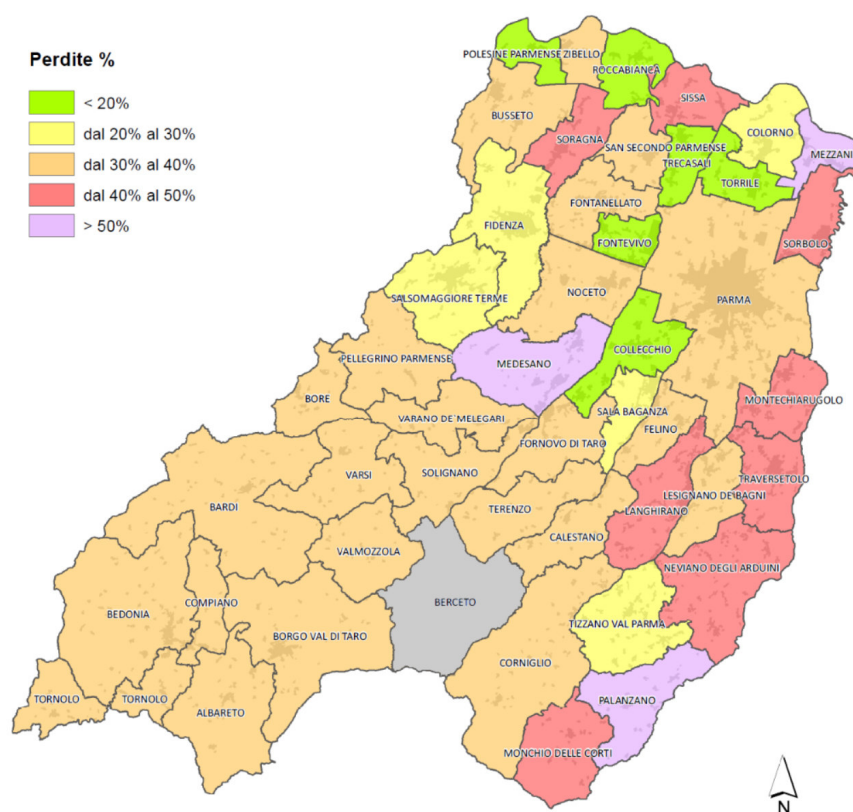 Perdite %
< 20%
dal 20% al 30%
dal 30% al 40%
dal 40% al 50%
> 50%
POLESINE PARMENSE
ZIBELLO
ROCCABIANCA
SISSA
BUSSETO
SORAGNA
SAN SECONDO PARMENSE
TRECASALI
COLORNO
MEZZANI
TORRILE
FONTANELLATO
FIDENZA
FONTEVIVO
SORBOLO
SALSOMAGGIORE TERME
NOCETO
PARMA
PELLEGRINO PARMENSE
MEDESANO
COLLECCHIO
BORE
VARANO DE`MELEGARI
SALA BAGANZA
MONTECHIARUGOLO
FORNOVO DI TARO
FELINO
VARSI
SOLIGNANO
BARDI
TRAVERSETOLO
LESIGNANO DE`BAGNI
LANGHIRANO
TERENZO
CALESTANO
VALMOZZOLA
NEVIANO DEGLI ARDUINI
BERCETO
COMPIANO
BEDONIA
BORGO VAL DI TARO
TIZZANO VAL PARMA
CORNIGLIO
TORNOLO
TORNOLO
ALBARETO
PALANZANO
MONCHIO DELLE CORTI
N